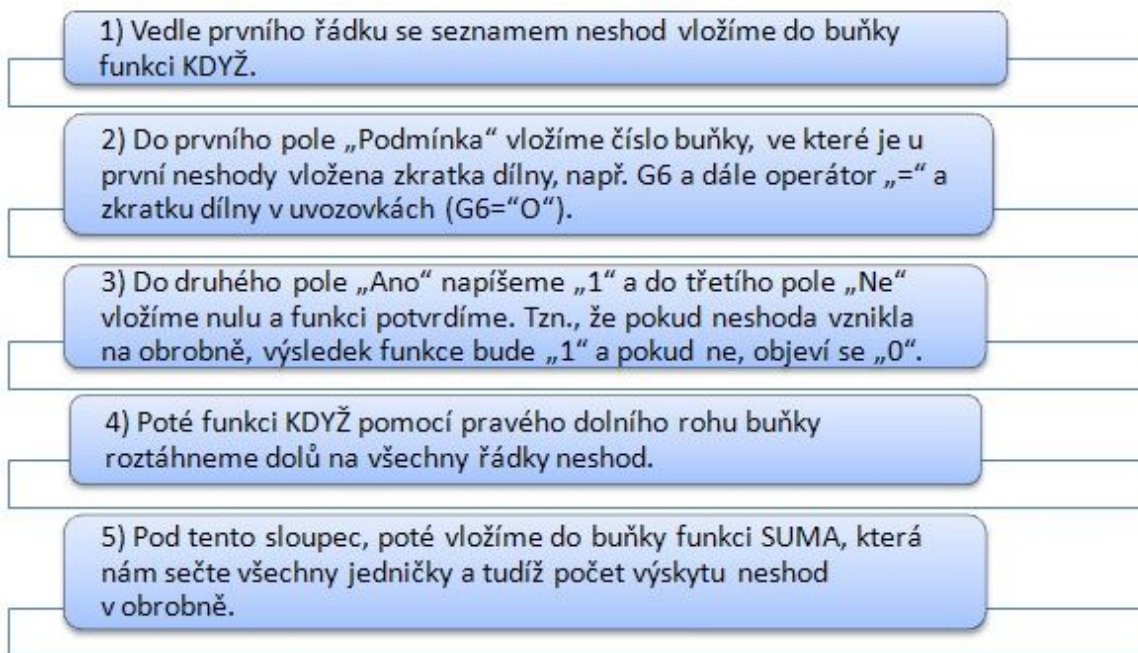 1) Vedle prvního řádku se seznamem neshod vložíme do buňky
funkci KDYŽ.
2) Do prvního pole „Podmínka“ vložíme číslo buňky, ve které je u
první neshody vložena zkratka dílny, např. G6 a dále operátor „=“ a
zkratku dílny v uvozovkách (G6=“O“).
3) Do druhého pole „Ano“ napíšeme „1“ a do třetího pole „Ne“
vložíme nulu a funkci potvrdíme. Tzn., že pokud neshoda vznikla
na obrobně, výsledek funkce bude „1“ a pokud ne, objeví se „0“.
4) Poté funkci KDYŽ pomocí pravého dolního rohu buňky
roztáhneme dolů na všechny řádky neshod.
5) Pod tento sloupec, poté vložíme do buňky funkci SUMA, která
nám sečte všechny jedničky a tudíž počet výskytu neshod
v obrobně.